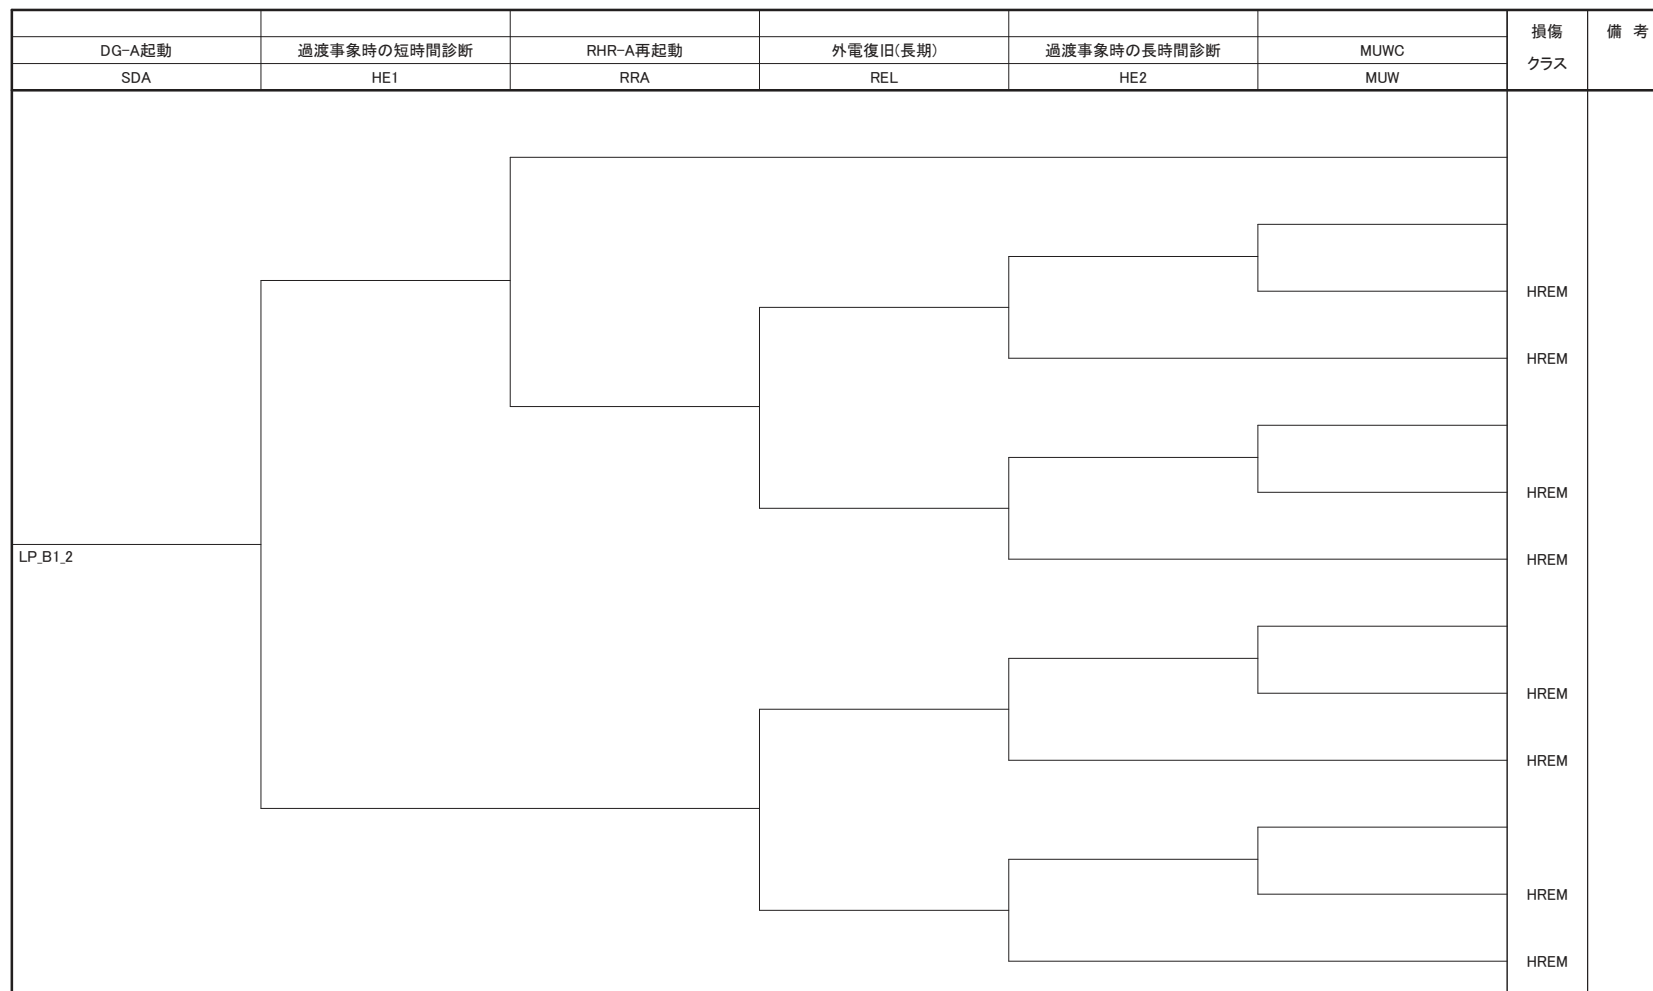 損傷 備 考
DG-A起動 過渡事象時の短時間診断 RHR-A再起動 外電復旧(長期) 過渡事象時の長時間診断 MUWC
クラス
SDA HE1 RRA REL HE2 MUW
HREM
HREM
HREM
LP_B1_2
HREM
HREM
HREM
HREM
HREM